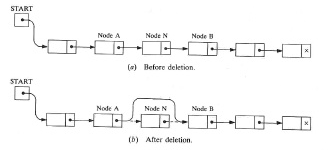 START
Node A Node N Node B
×
(a) Before deletion.
START
Node A Node N Node B
×
(b) After deletion.